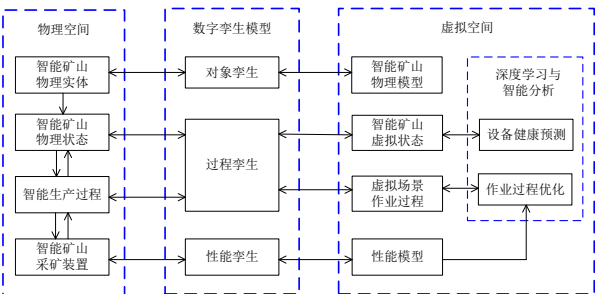 物理空间
智能矿山
物理实体
智能矿山
物理状态
智能生产过程
智能矿山
采矿装置
数字孪生模型
对象孪生
过程孪生
性能孪生
虚拟空间
智能矿山
物理模型
智能矿山
虚拟状态
虚拟场景
作业过程
性能模型
深度学习与
智能分析
设备健康预测
作业过程优化